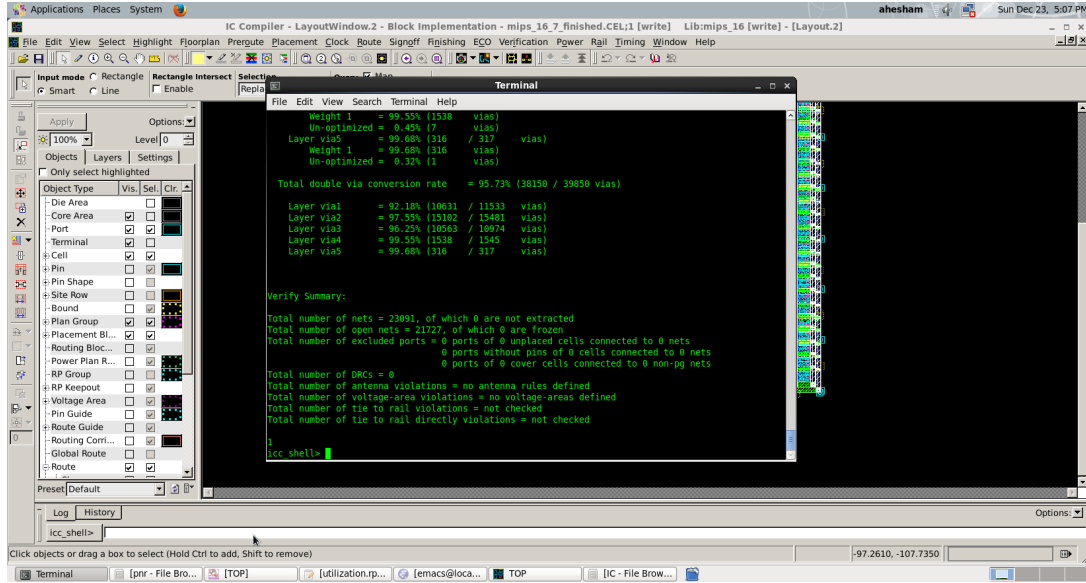 Applications Places System ahesham Sun Dec 23, 5:07 PM
IC Compiler - LayoutWindow.2 - Block Implementation - mips_16_7_finished.CEL;1 [write] Lib:mips_16 [write] - [Layout.2]
File Edit View Select Highlight Floorplan Preroute Placement Clock Route Signoff Finishing ECO Verification Power Rail Timing Window Help
Input mode Rectangle Rectangle Intersect Selection
Smart Line Enable Repla
Terminal
File Edit View Search Terminal Help
Apply Options:
100% Level 0
Objects Layers Settings
Only select highlighted
Object Type Vis. Sel. Clr.
Die Area
Core Area
Port
Terminal
Cell
Pin
Pin Shape
Site Row
Bound
Plan Group
Placement Bl...
Routing Bloc...
Power Plan R...
RP Group
RP Keepout
Voltage Area
Pin Guide
Route Guide
Routing Corri...
Global Route
Route
Preset Default
0
Weight 1 = 99.55% (1538 vias)
Un-optimized = 0.45% (7 vias)
Layer via5 = 99.68% (316 / 317 vias)
Weight 1 = 99.68% (316 vias)
Un-optimized = 0.32% (1 vias)
Total double via conversion rate = 95.73% (38150 / 39850 vias)
Layer via1 = 92.18% (10631 / 11533 vias)
Layer via2 = 97.55% (15102 / 15481 vias)
Layer via3 = 96.25% (10563 / 10974 vias)
Layer via4 = 99.55% (1538 / 1545 vias)
Layer via5 = 99.68% (316 / 317 vias)
Verify Summary:
Total number of nets = 23091, of which 0 are not extracted
Total number of open nets = 21727, of which 0 are frozen
Total number of excluded ports = 0 ports of 0 unplaced cells connected to 0 nets
0 ports without pins of 0 cells connected to 0 nets
0 ports of 0 cover cells connected to 0 non-pg nets
Total number of DRCs = 0
Total number of antenna violations = no antenna rules defined
Total number of voltage-area violations = no voltage-areas defined
Total number of tie to rail violations = not checked
Total number of tie to rail directly violations = not checked
1
icc_shell>
Log History Options:
icc_shell>
Click objects or drag a box to select (Hold Ctrl to add, Shift to remove) -97.2610, -107.7350
Terminal [pnr - File Bro... [TOP] [utilization.rp... [emacs@loca... TOP [IC - File Brow...